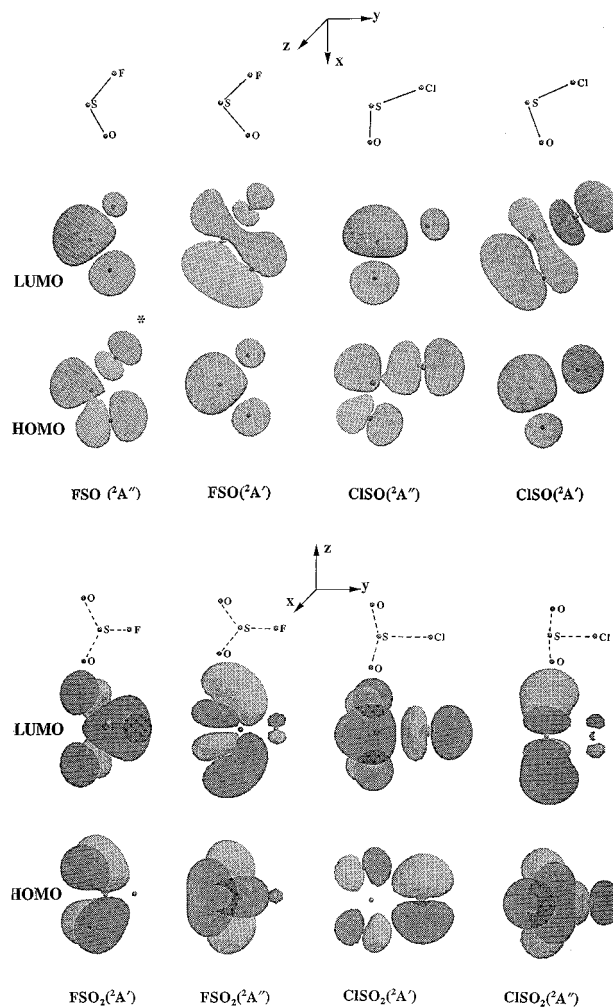 z y
x
F F
S S S Cl S Cl
O O O O
LUMO
*
HOMO
FSO (²A″) FSO(²A′) ClSO(²A″) ClSO(²A′)
z
x y
O O O O
S F S F S Cl S Cl
O O O O
LUMO
HOMO
FSO₂(²A′) FSO₂(²A″) ClSO₂(²A′) ClSO₂(²A″)